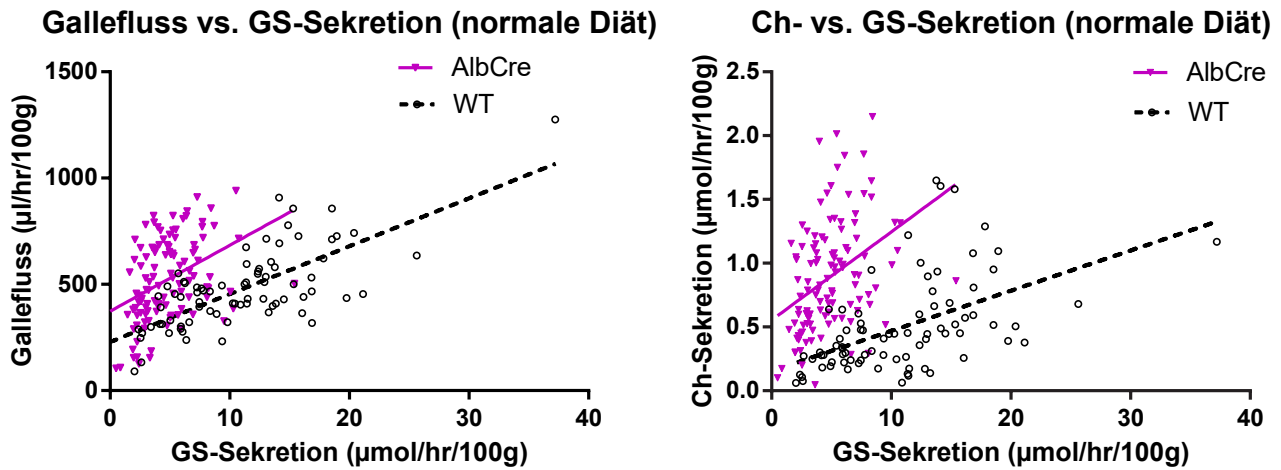 Gallefluss vs. GS-Sekretion (normale Diät)
AlbCre
WT
Gallefluss (µl/hr/100g)
1500
1000
500
0
0 10 20 30 40
GS-Sekretion (µmol/hr/100g)
Ch- vs. GS-Sekretion (normale Diät)
AlbCre
WT
Ch-Sekretion (µmol/hr/100g)
2.5
2.0
1.5
1.0
0.5
0.0
0 10 20 30 40
GS-Sekretion (µmol/hr/100g)